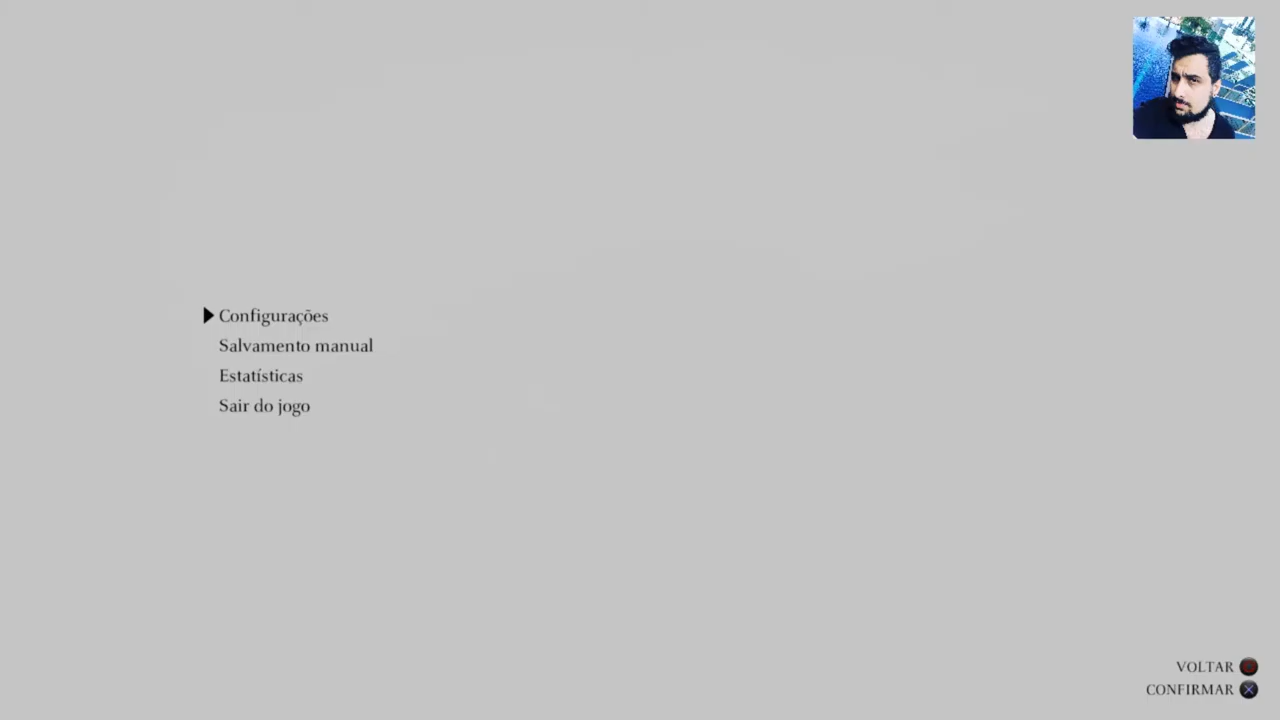 Configurações
Salvamento manual
Estatísticas
Sair do jogo
VOLTAR
CONFIRMAR